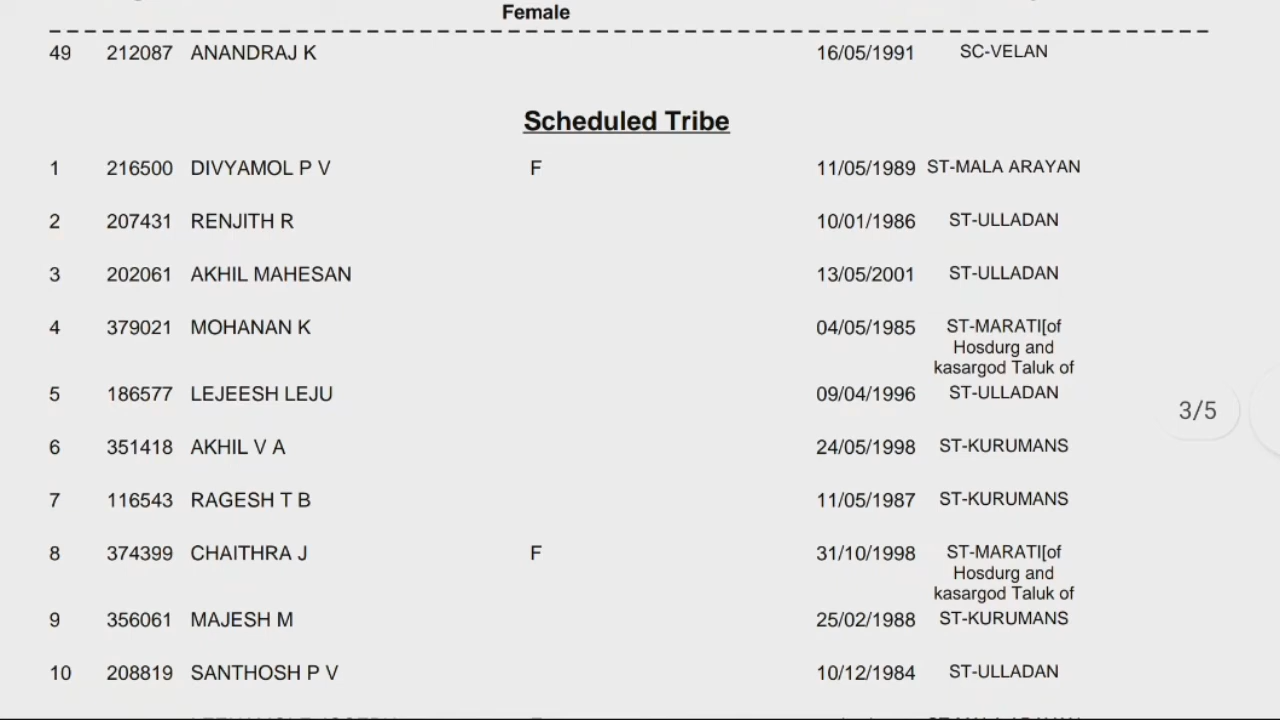 Female
49 212087 ANANDRAJ K 16/05/1991 SC-VELAN
Scheduled Tribe
1 216500 DIVYAMOL P V F 11/05/1989 ST-MALA ARAYAN
2 207431 RENJITH R 10/01/1986 ST-ULLADAN
3 202061 AKHIL MAHESAN 13/05/2001 ST-ULLADAN
4 379021 MOHANAN K 04/05/1985 ST-MARATI[of
Hosdurg and
kasargod Taluk of
5 186577 LEJEESH LEJU 09/04/1996 ST-ULLADAN
3/5
6 351418 AKHIL V A 24/05/1998 ST-KURUMANS
7 116543 RAGESH T B 11/05/1987 ST-KURUMANS
8 374399 CHAITHRA J F 31/10/1998 ST-MARATI[of
Hosdurg and
kasargod Taluk of
9 356061 MAJESH M 25/02/1988 ST-KURUMANS
10 208819 SANTHOSH P V 10/12/1984 ST-ULLADAN